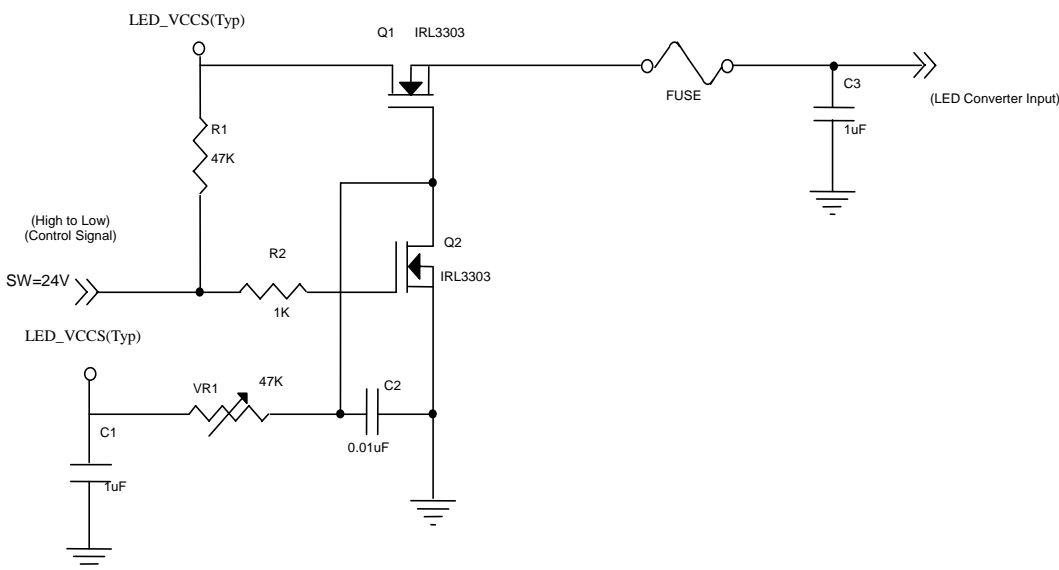 LED_VCCS(Typ)
Q1 IRL3303
FUSE
C3
1uF
(LED Converter Input)
R1
47K
(High to Low)
(Control Signal)
SW=24V
R2
1K
Q2
IRL3303
LED_VCCS(Typ)
VR1
47K
C2
0.01uF
C1
1uF